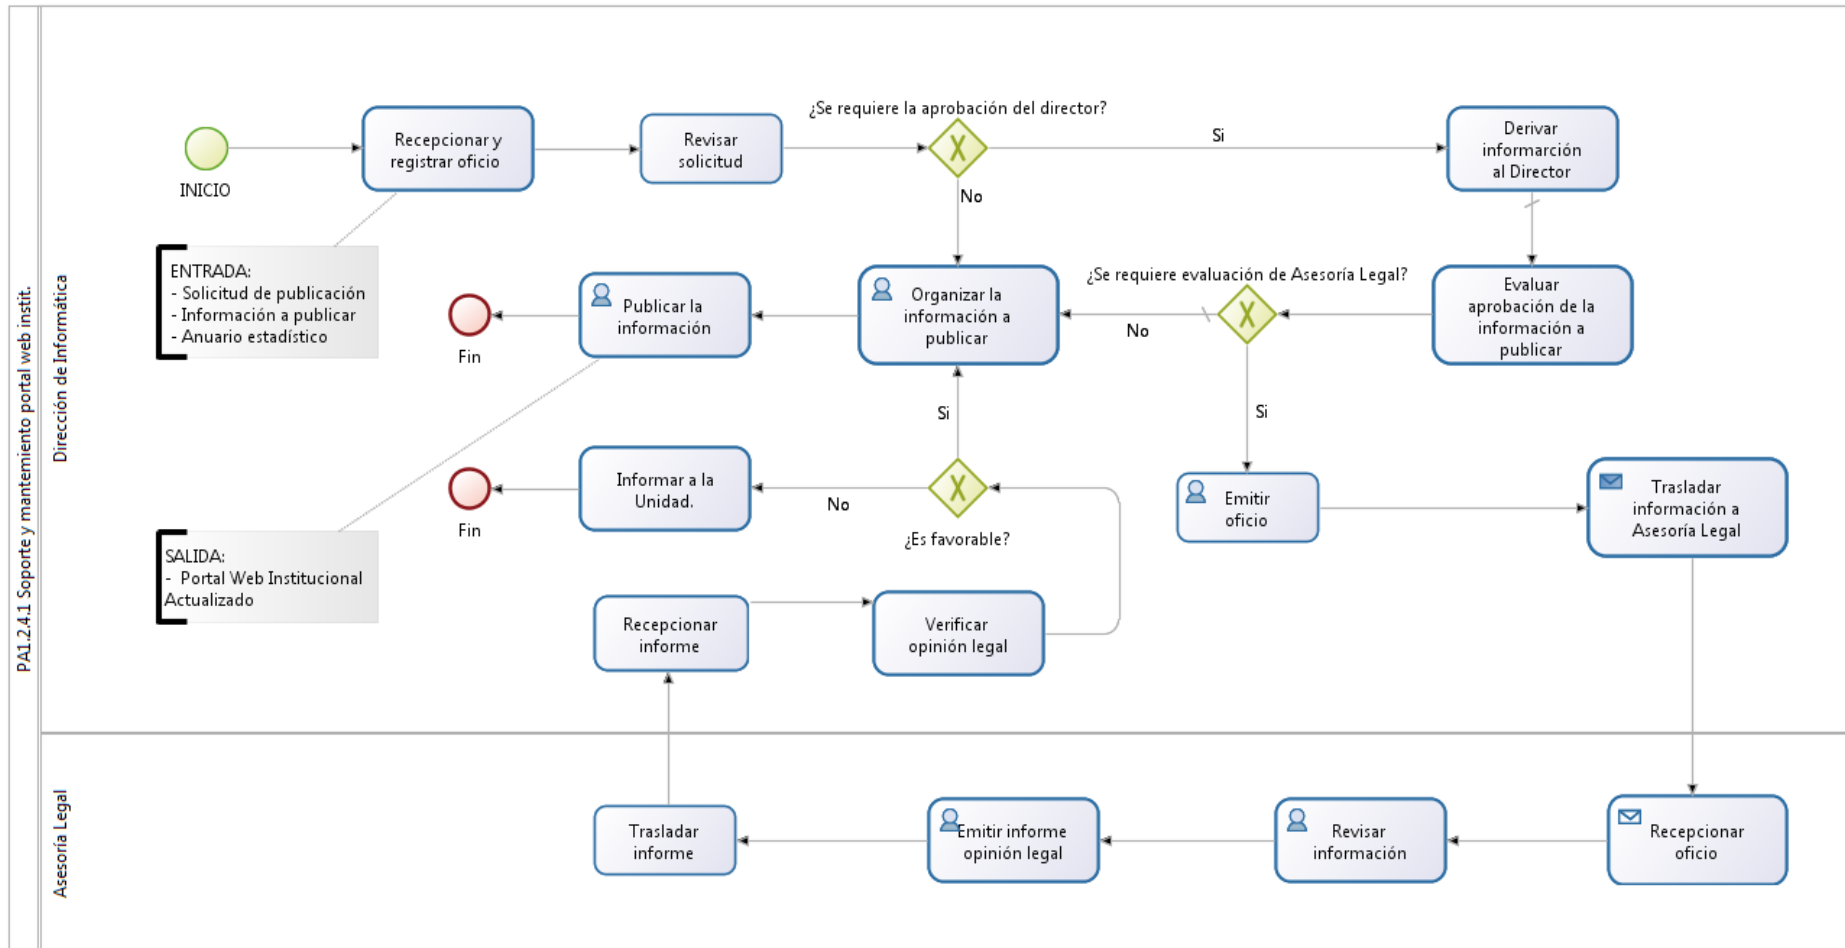 PA1.2.4.1 Soporte y mantemiento portal web instit.
Dirección de Informática
¿Se requiere la aprobación del director?
INICIO
Recepcionar y
registrar oficio
Revisar
solicitud
Si
No
Derivar
informarción
al Director
ENTRADA:
- Solicitud de publicación
- Información a publicar
- Anuario estadístico
Fin
Publicar la
información
Organizar la
información a
publicar
¿Se requiere evaluación de Asesoría Legal?
No
Si
Evaluar
aprobación de la
información a
publicar
Si
Fin
Informar a la
Unidad.
No
¿Es favorable?
Emitir
oficio
Trasladar
información a
Asesoría Legal
SALIDA:
- Portal Web Institucional
Actualizado
Recepcionar
informe
Verificar
opinión legal
Asesoría Legal
Trasladar
informe
Emitir informe
opinión legal
Revisar
información
Recepcionar
oficio